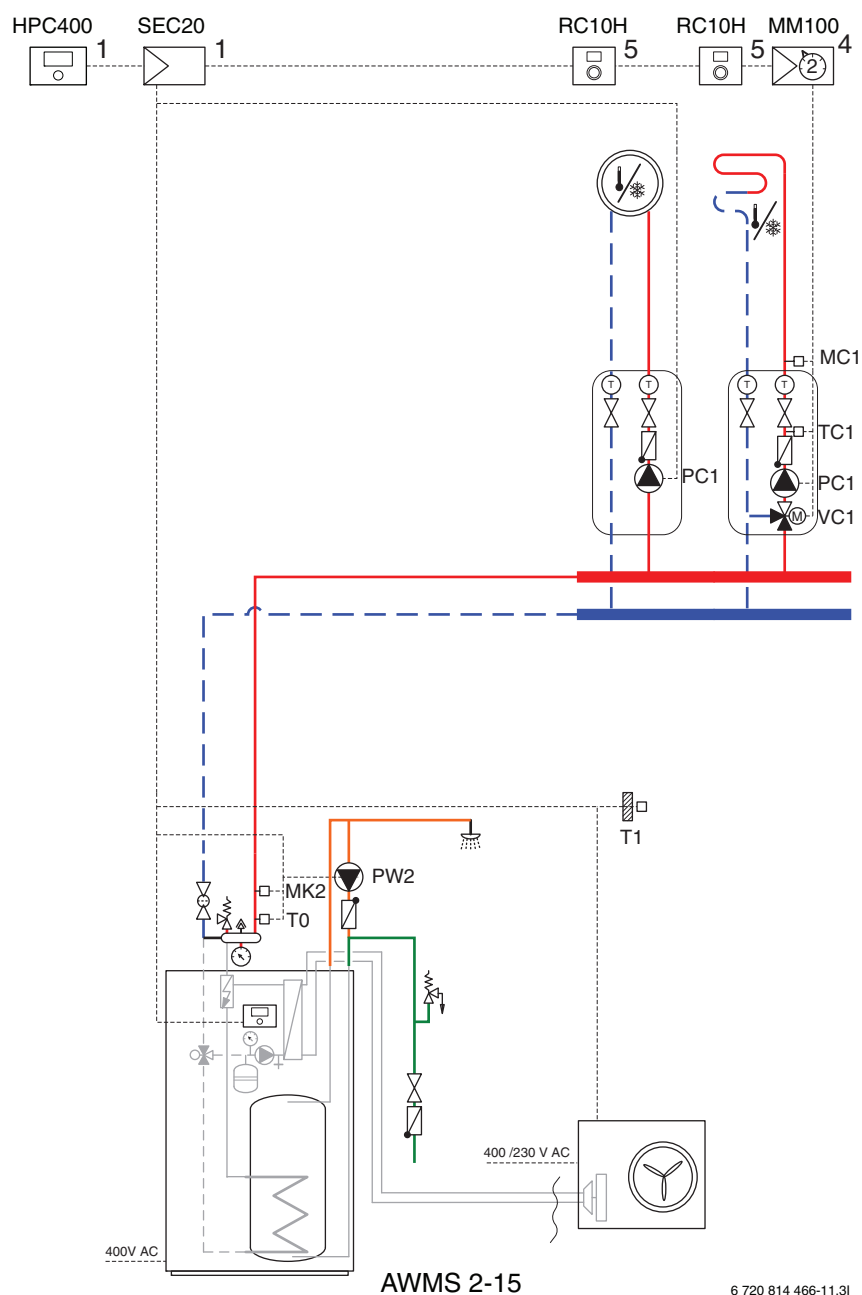 HPC400 1 SEC20 1 RC10H 5 RC10H 5 MM100 4
2
T T T T
MC1
TC1
PC1 PC1
M VC1
T1
PW2
MK2
T0
400 /230 V AC
400V AC
AWMS 2-15
6 720 814 466-11.3I